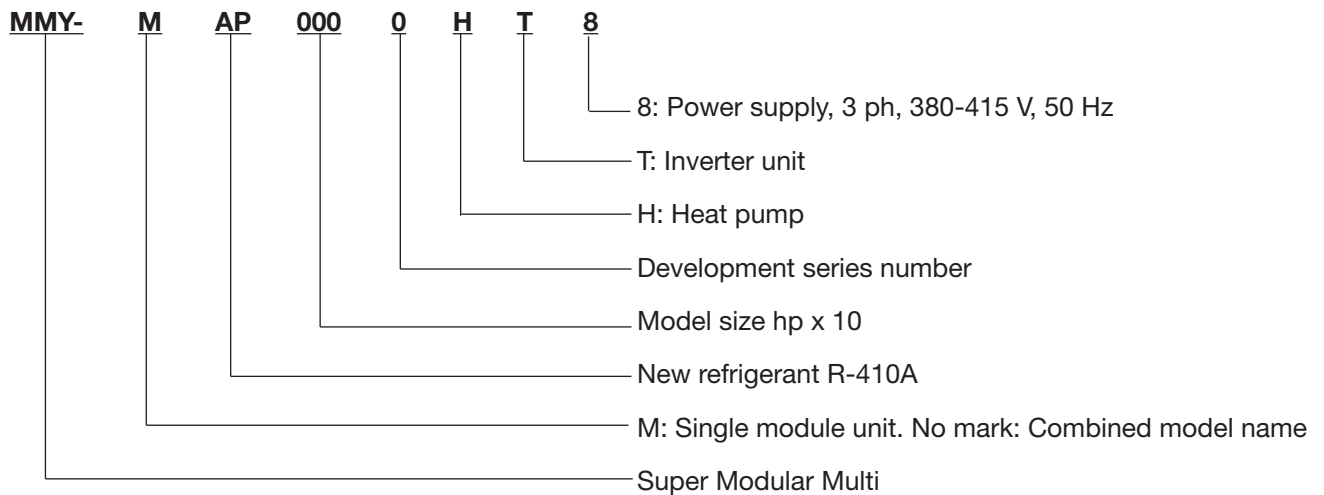 MMY- M AP 000 0 H T 8
8: Power supply, 3 ph, 380-415 V, 50 Hz
T: Inverter unit
H: Heat pump
Development series number
Model size hp x 10
New refrigerant R-410A
M: Single module unit. No mark: Combined model name
Super Modular Multi